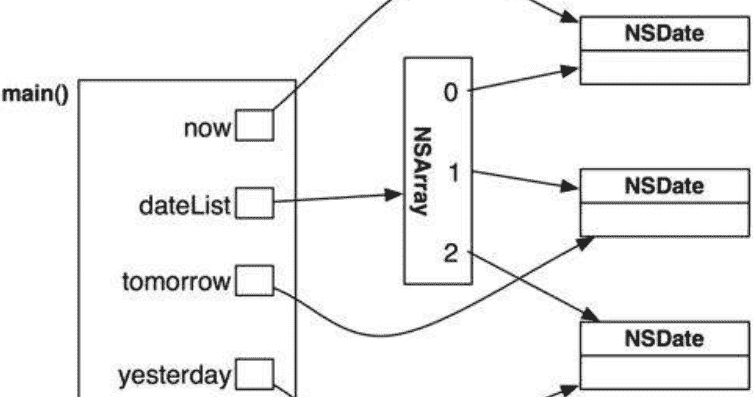 main()
now
dateList
tomorrow
yesterday
NSArray
0
1
2
NSDate
NSDate
NSDate